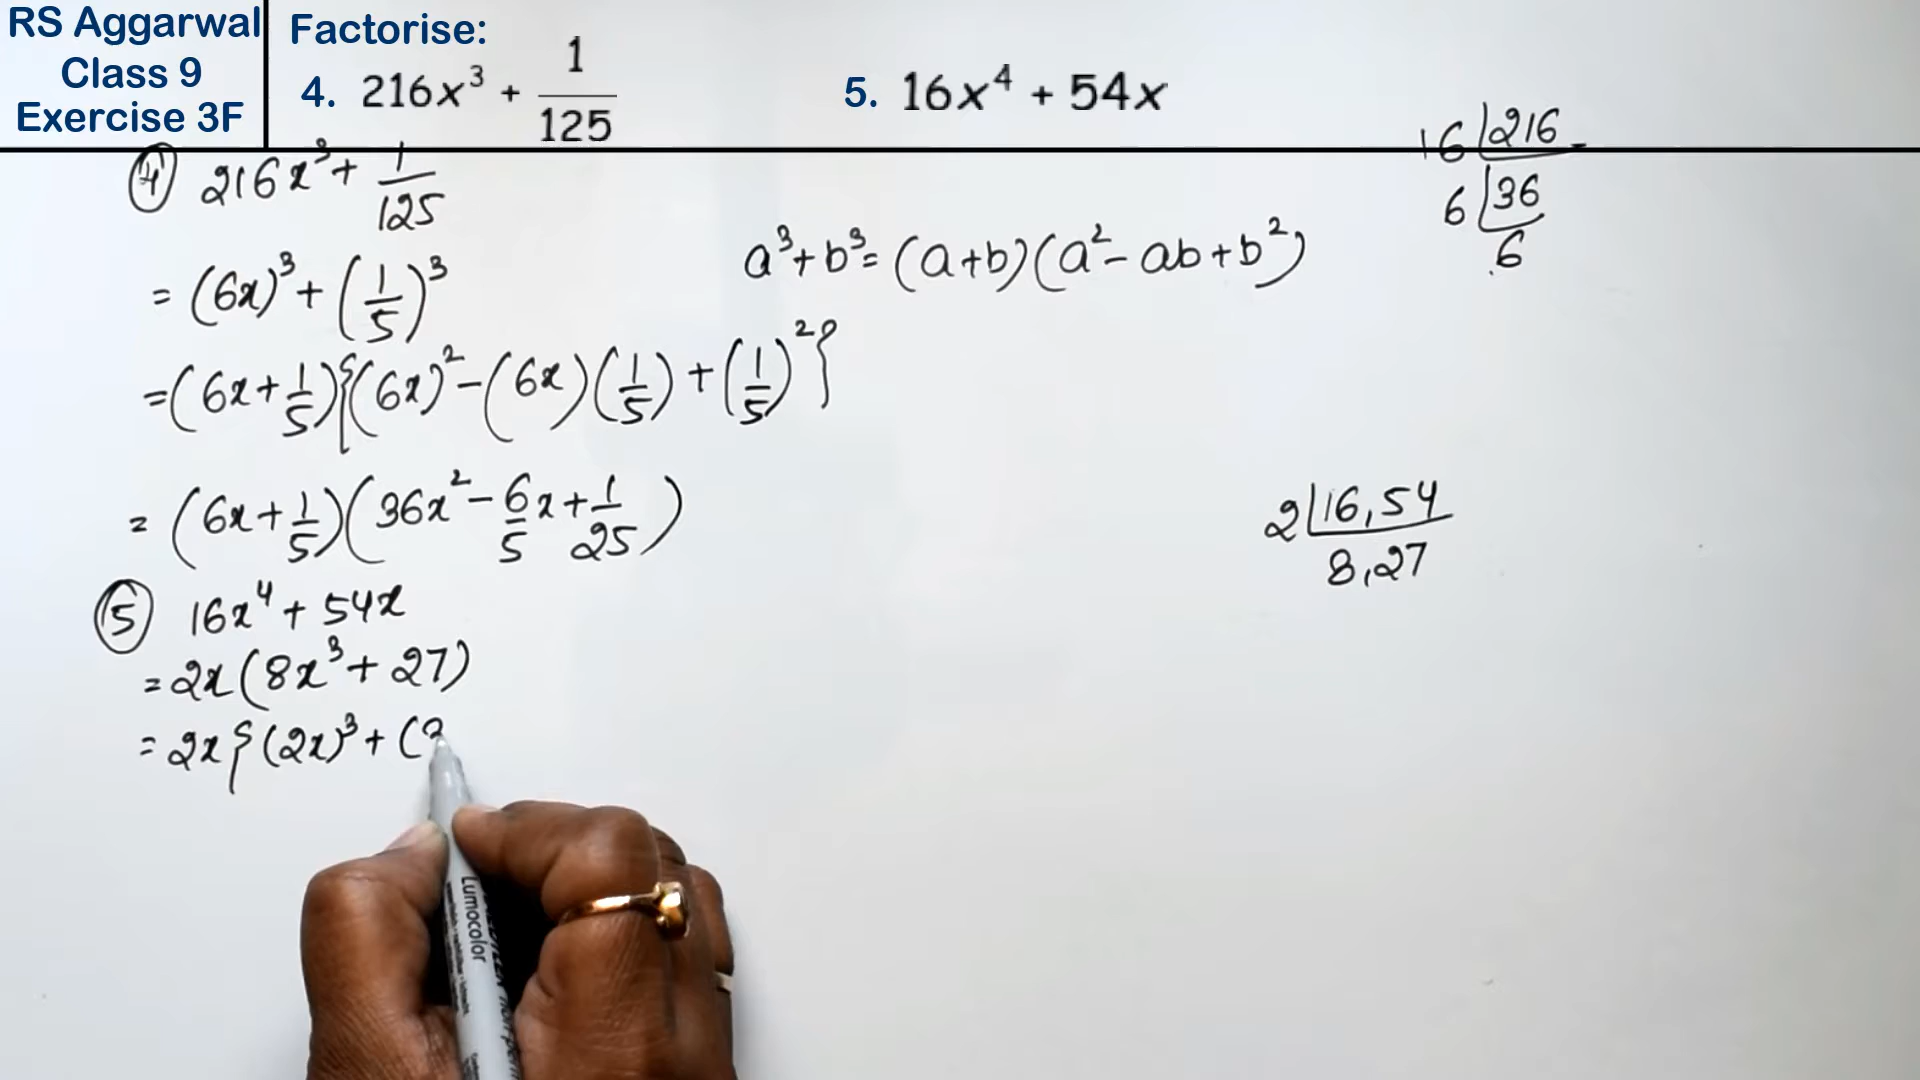 RS Aggarwal
Class 9
Exercise 3F
Factorise:
4. 216x³ + 1/125
5. 16x⁴ + 54x
④ 216x³ + 1/125
= (6x)³ + (1/5)³
= (6x + 1/5){(6x)² - (6x)(1/5) + (1/5)²}
= (6x + 1/5)(36x² - 6/5x + 1/25)
a³ + b³ = (a+b)(a² - ab + b²)
6 | 216
6 | 36
6
⑤ 16x⁴ + 54x
= 2x(8x³ + 27)
= 2x{(2x)³ + (3
2 | 16, 54
8, 27
Lumocolor